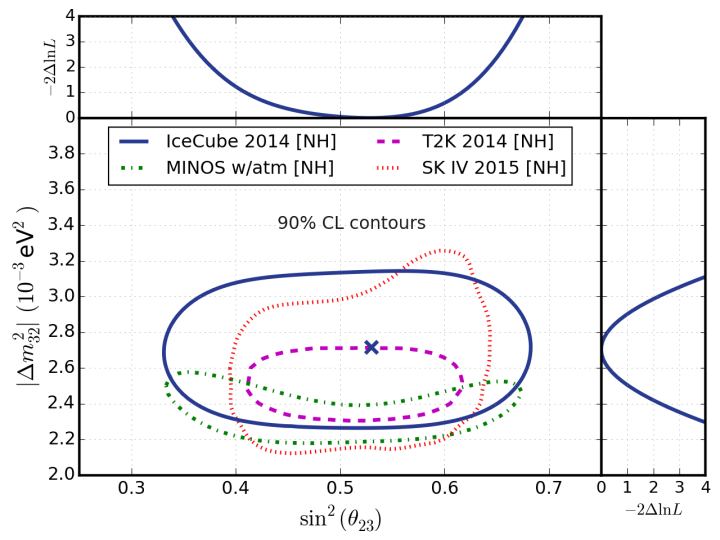 4
3
2
1
0
−2ΔlnL
IceCube 2014 [NH]
T2K 2014 [NH]
MINOS w/atm [NH]
SK IV 2015 [NH]
90% CL contours
3.8
3.6
3.4
3.2
3.0
2.8
2.6
2.4
2.2
2.0
|Δm²₃₂| (10⁻³ eV²)
0.3 0.4 0.5 0.6 0.7
sin²(θ₂₃)
0 1 2 3 4
−2ΔlnL